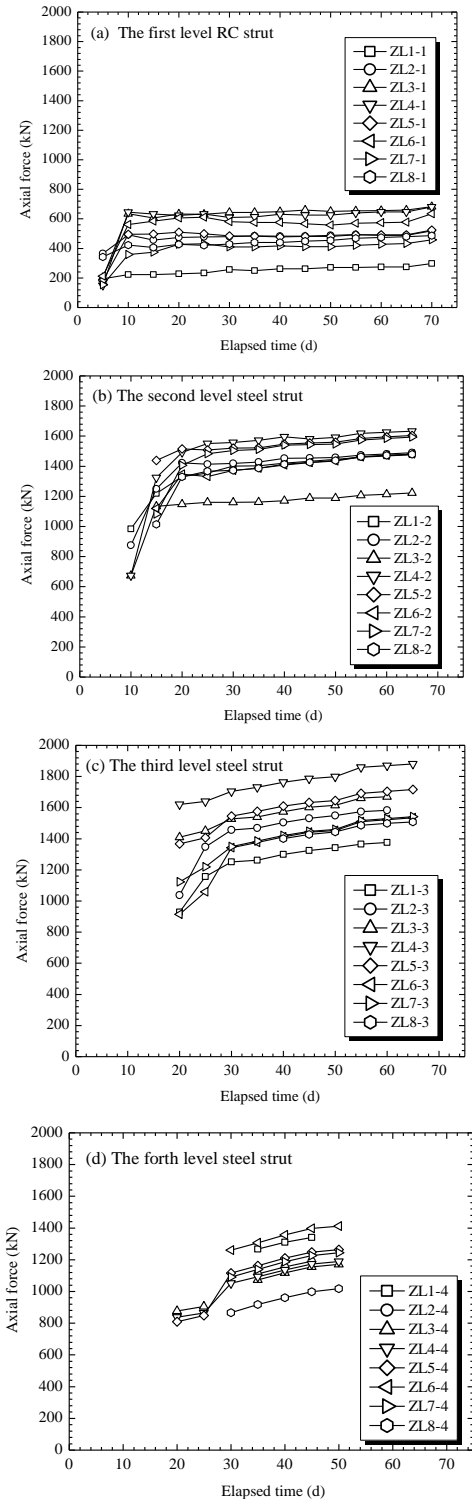 (a) The first level RC strut
Axial force (kN)
2000
1800
1600
1400
1200
1000
800
600
400
200
0
0 10 20 30 40 50 60 70
Elapsed time (d)
ZL1-1
ZL2-1
ZL3-1
ZL4-1
ZL5-1
ZL6-1
ZL7-1
ZL8-1
(b) The second level steel strut
Axial force (kN)
2000
1800
1600
1400
1200
1000
800
600
400
200
0
0 10 20 30 40 50 60 70
Elapsed time (d)
ZL1-2
ZL2-2
ZL3-2
ZL4-2
ZL5-2
ZL6-2
ZL7-2
ZL8-2
(c) The third level steel strut
Axial force (kN)
2000
1800
1600
1400
1200
1000
800
600
400
200
0
0 10 20 30 40 50 60 70
Elapsed time (d)
ZL1-3
ZL2-3
ZL3-3
ZL4-3
ZL5-3
ZL6-3
ZL7-3
ZL8-3
(d) The forth level steel strut
Axial force (kN)
2000
1800
1600
1400
1200
1000
800
600
400
200
0
0 10 20 30 40 50 60 70
Elapsed time (d)
ZL1-4
ZL2-4
ZL3-4
ZL4-4
ZL5-4
ZL6-4
ZL7-4
ZL8-4